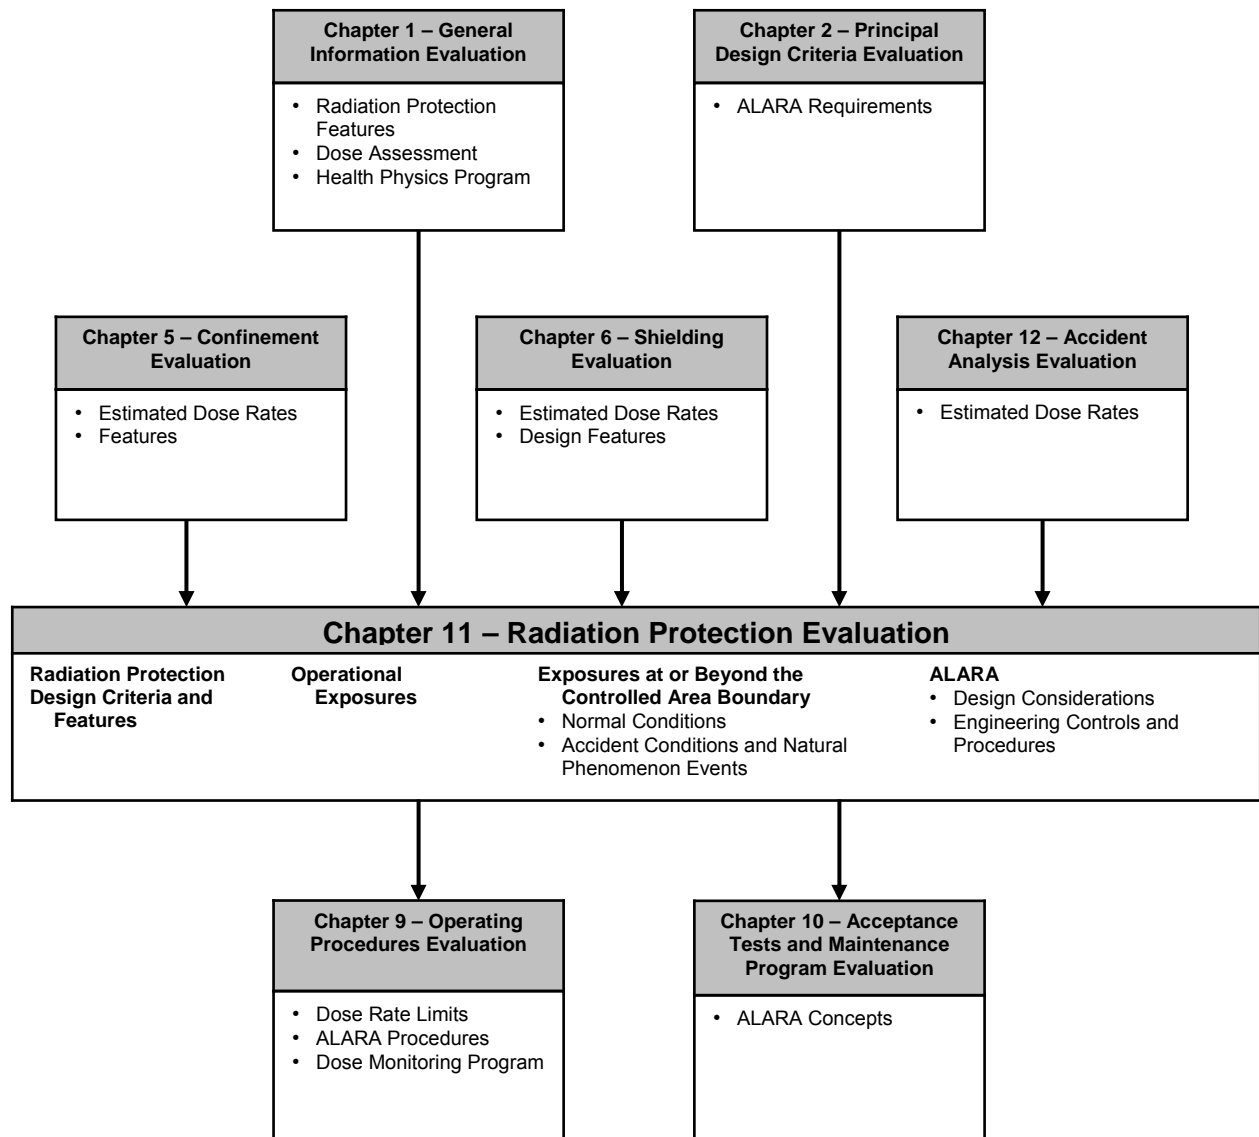 Chapter 1 – General
Information Evaluation
• Radiation Protection
Features
• Dose Assessment
• Health Physics Program
Chapter 2 – Principal
Design Criteria Evaluation
• ALARA Requirements
Chapter 5 – Confinement
Evaluation
• Estimated Dose Rates
• Features
Chapter 6 – Shielding
Evaluation
• Estimated Dose Rates
• Design Features
Chapter 12 – Accident
Analysis Evaluation
• Estimated Dose Rates
Chapter 11 – Radiation Protection Evaluation
Radiation Protection
Design Criteria and
Features
Operational
Exposures
Exposures at or Beyond the
Controlled Area Boundary
• Normal Conditions
• Accident Conditions and Natural
Phenomenon Events
ALARA
• Design Considerations
• Engineering Controls and
Procedures
Chapter 9 – Operating
Procedures Evaluation
• Dose Rate Limits
• ALARA Procedures
• Dose Monitoring Program
Chapter 10 – Acceptance
Tests and Maintenance
Program Evaluation
• ALARA Concepts